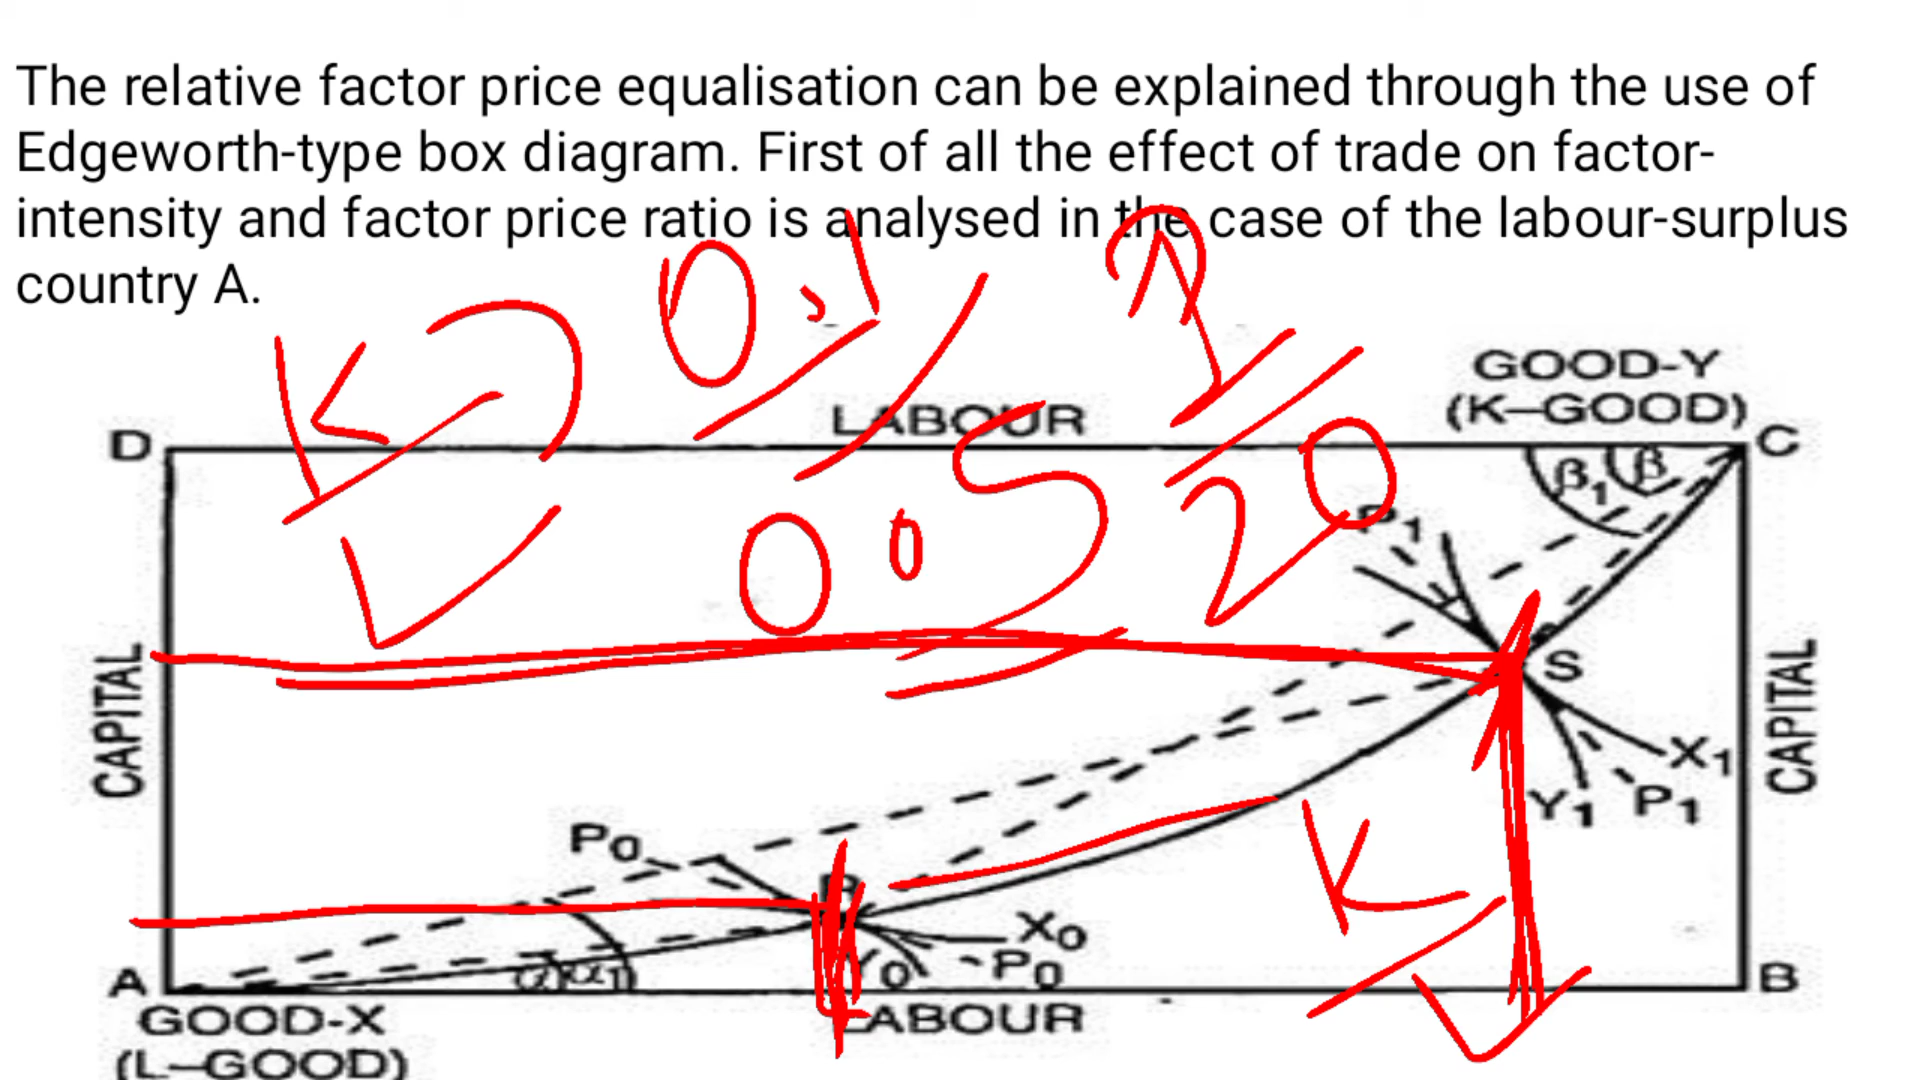 The relative factor price equalisation can be explained through the use of
Edgeworth-type box diagram. First of all the effect of trade on factor-
intensity and factor price ratio is analysed in the case of the labour-surplus
country A.
GOOD-Y
(K-GOOD)
LABOUR
D
C
β1
β
P1
K
L
20
CAPITAL
CAPITAL
S
X1
Y1
P1
P0
K
L
R
X0
Y0
P0
A
α
α1
B
GOOD-X
LABOUR
(L-GOOD)